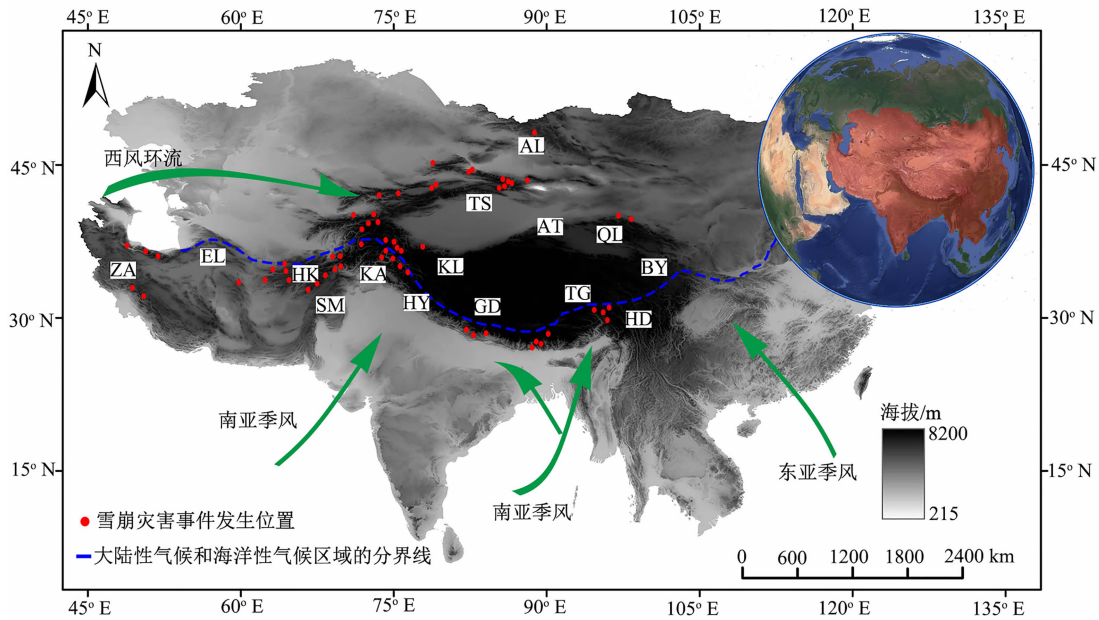 45° E 60° E 75° E 90° E 105° E 120° E 135° E
N
AL
45° N 45° N
西风环流
TS
AT
QL
EL
ZA
HK
KA
KL
BY
SM
HY
GD
TG
HD
30° N 30° N
南亚季风
海拔/m
8200
215
东亚季风
15° N 15° N
南亚季风
雪崩灾害事件发生位置
大陆性气候和海洋性气候区域的分界线
0 600 1200 1800 2400 km
45° E 60° E 75° E 90° E 105° E 120° E 135° E